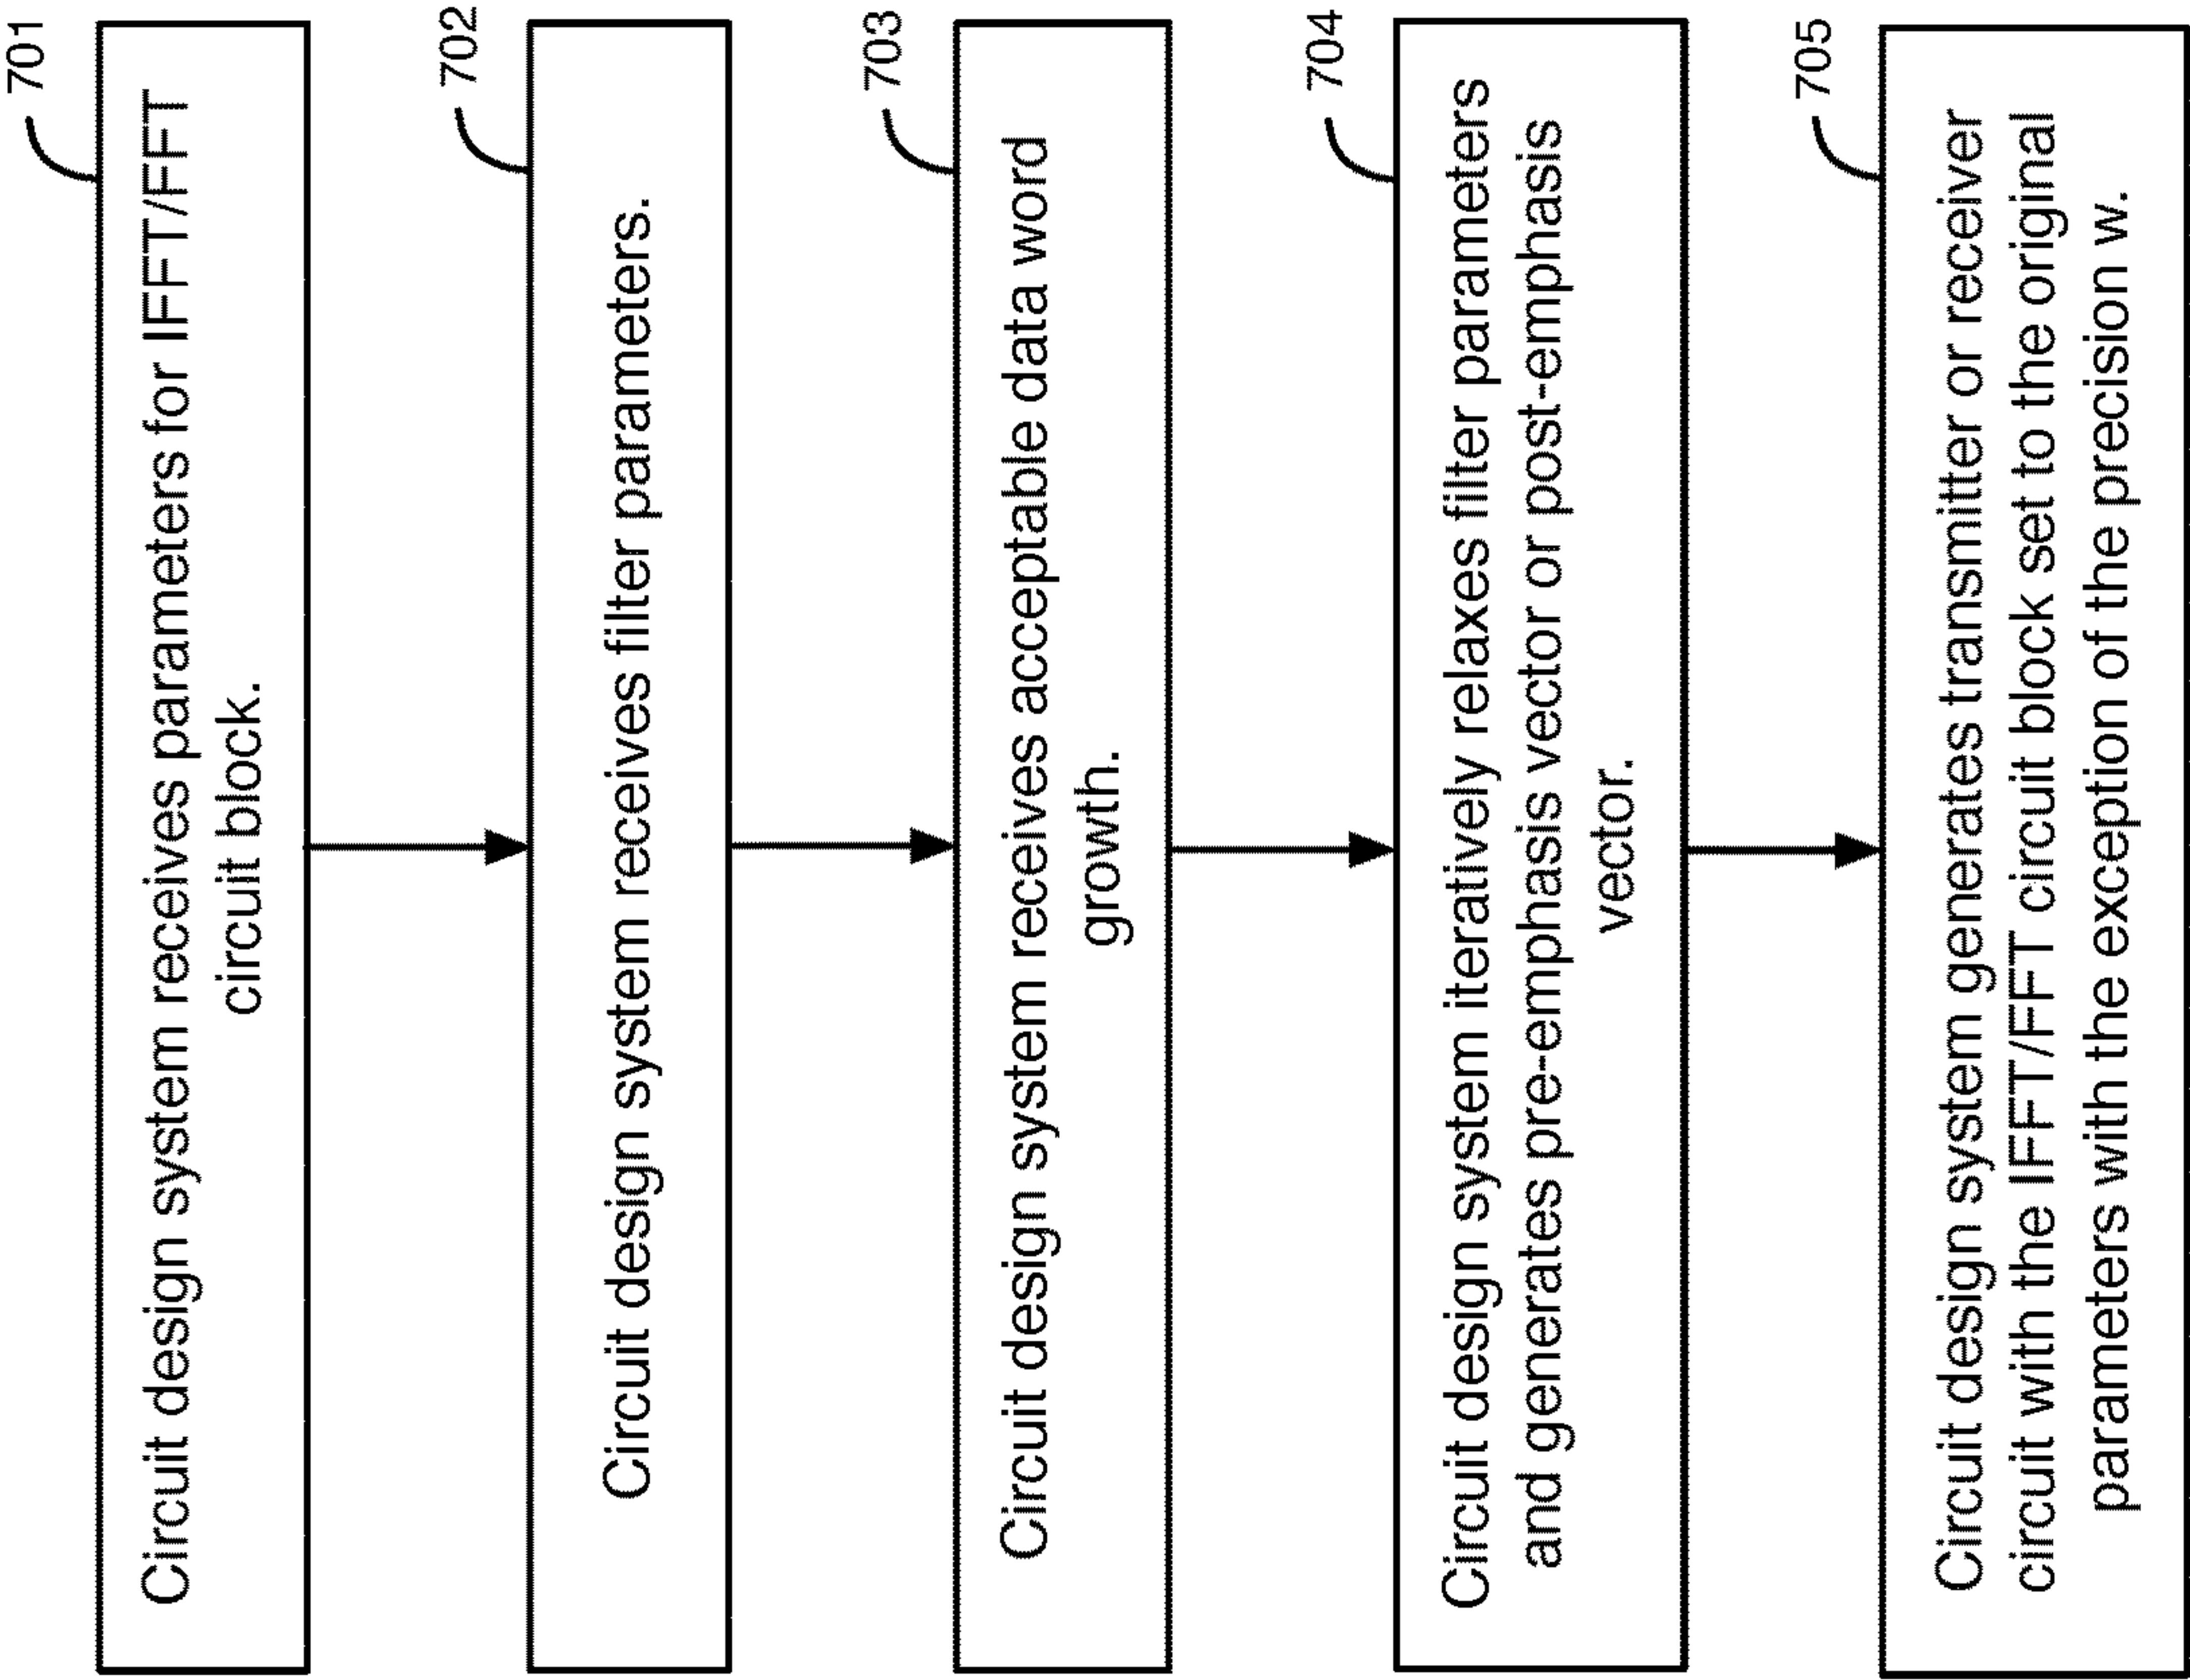 701
Circuit design system receives parameters for IFFT/FFT
circuit block.
702
Circuit design system receives filter parameters.
703
Circuit design system receives acceptable data word
growth.
704
Circuit design system iteratively relaxes filter parameters
and generates pre-emphasis vector or post-emphasis
vector.
705
Circuit design system generates transmitter or receiver
circuit with the IFFT/FFT circuit block set to the original
parameters with the exception of the precision w.